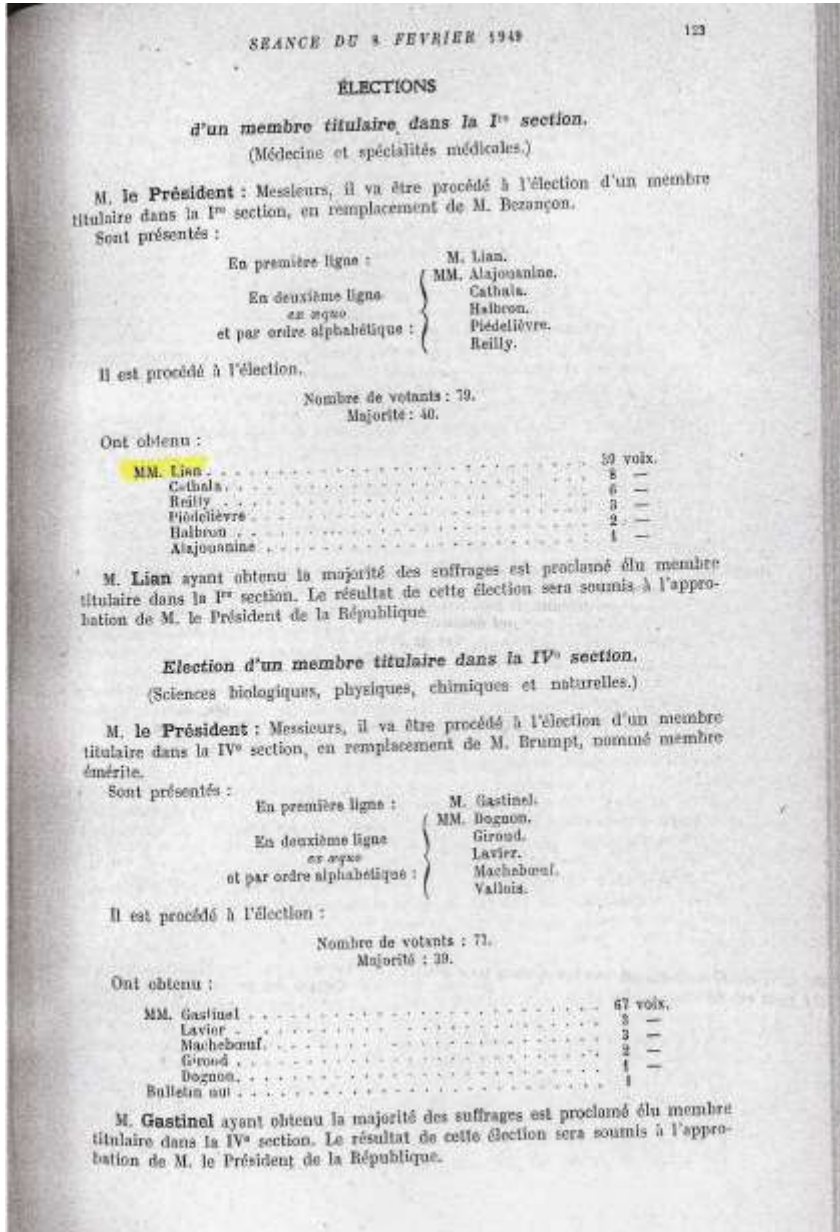 SEANCE DU 8 FEVRIER 1949 123
ÉLECTIONS
d'un membre titulaire dans la Ire section.
(Médecine et spécialités médicales.)
M. le Président : Messieurs, il va être procédé à l'élection d'un membre
titulaire dans la Ire section, en remplacement de M. Bezançon.
Sont présentés :
En première ligne : M. Lian.
MM. Alajouanine.
En deuxième ligne Cathala.
ex æquo Halbron.
et par ordre alphabétique : Piédelièvre.
Reilly.
Il est procédé à l'élection.
Nombre de votants : 79.
Majorité : 40.
Ont obtenu :
MM. Lian 59 voix.
Cathala 8 —
Reilly 6 —
Piédelièvre 3 —
Halbron 2 —
Alajouanine 1 —
M. Lian ayant obtenu la majorité des suffrages est proclamé élu membre
titulaire dans la Ire section. Le résultat de cette élection sera soumis à l'appro-
bation de M. le Président de la République
Election d'un membre titulaire dans la IVe section.
(Sciences biologiques, physiques, chimiques et naturelles.)
M. le Président : Messieurs, il va être procédé à l'élection d'un membre
titulaire dans la IVe section, en remplacement de M. Brumpt, nommé membre
émérite.
Sont présentés :
En première ligne : M. Gastinel.
MM. Dognon.
En deuxième ligne Giroud.
ex æquo Lavier.
et par ordre alphabétique : Machebœuf.
Vallois.
Il est procédé à l'élection :
Nombre de votants : 77.
Majorité : 39.
Ont obtenu :
MM. Gastinel 67 voix.
Lavier 3 —
Machebœuf. 3 —
Giroud 2 —
Dognon. 1 —
Bulletin nul 1
M. Gastinel ayant obtenu la majorité des suffrages est proclamé élu membre
titulaire dans la IVe section. Le résultat de cette élection sera soumis à l'appro-
bation de M. le Président de la République.